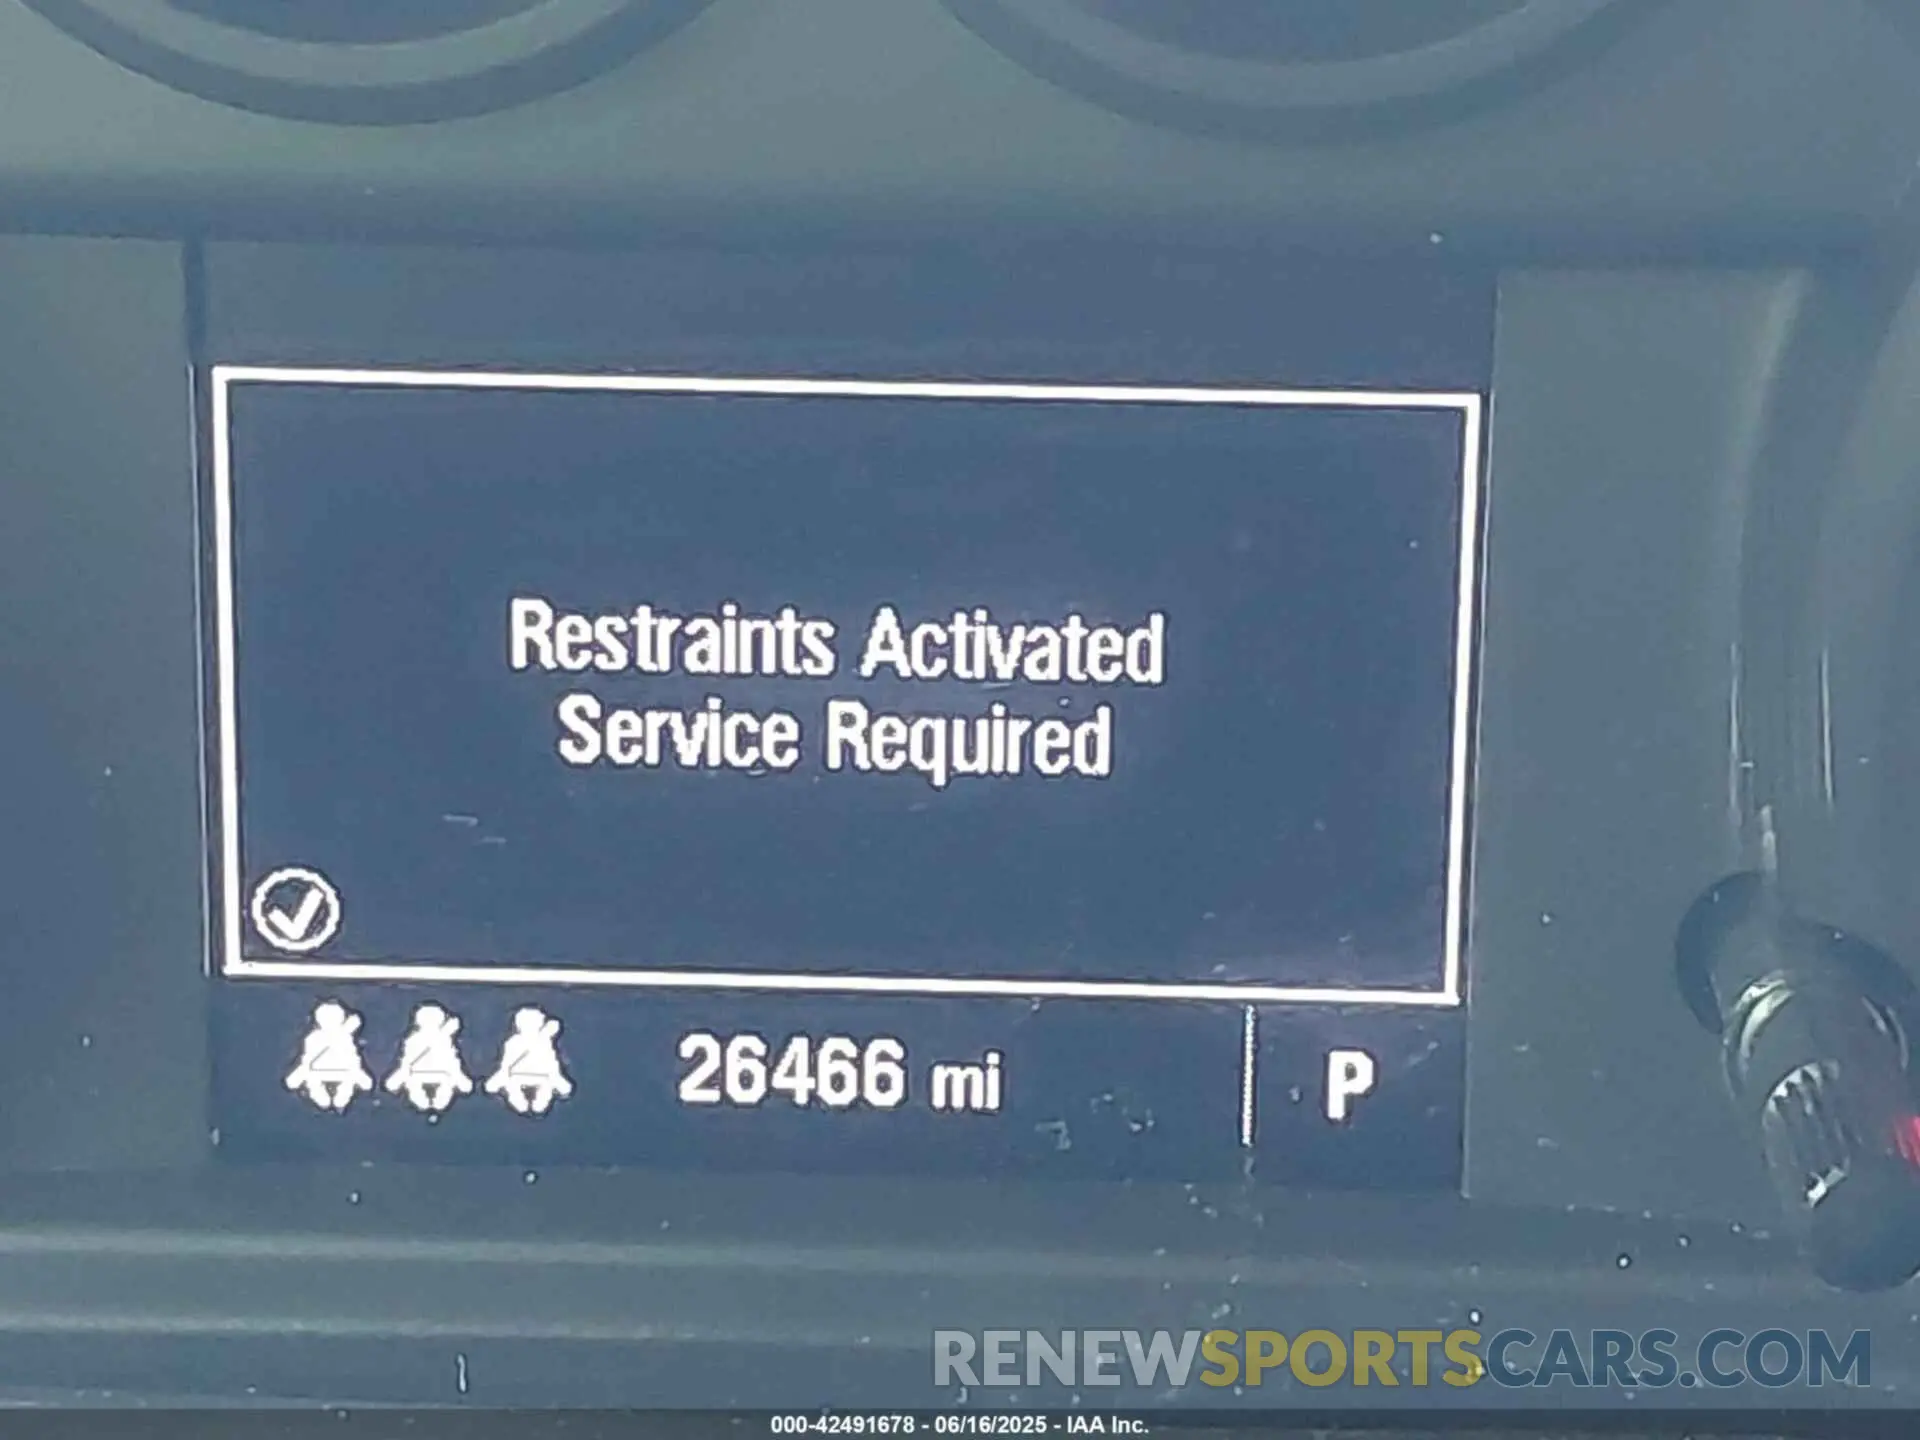 Restraints Activated
Service Required
26466 mi
P
RENEWSPORTSCARS.COM
000-42491678 - 06/16/2025 - IAA Inc.